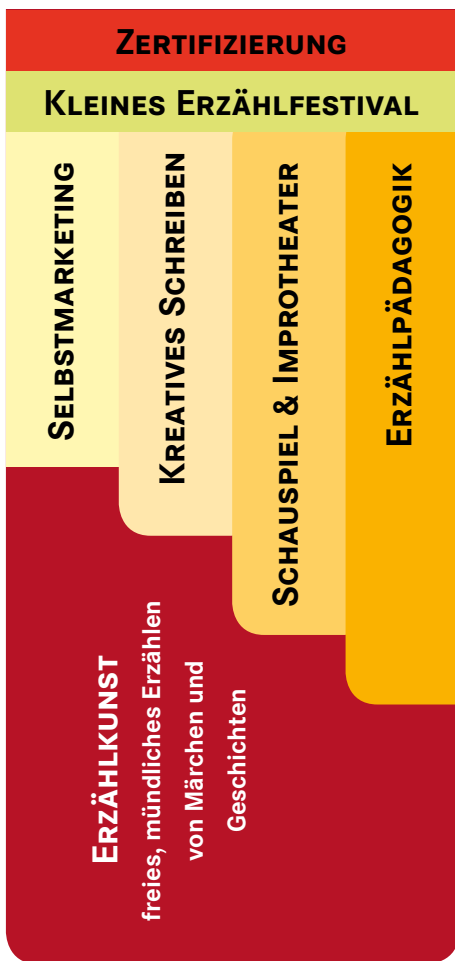 Zertifizierung
Kleines Erzählfestival
Selbstmarketing
Kreatives Schreiben
Schauspiel & Improtheater
Erzählpädagogik
Erzählkunst
freies, mündliches Erzählen
von Märchen und
Geschichten